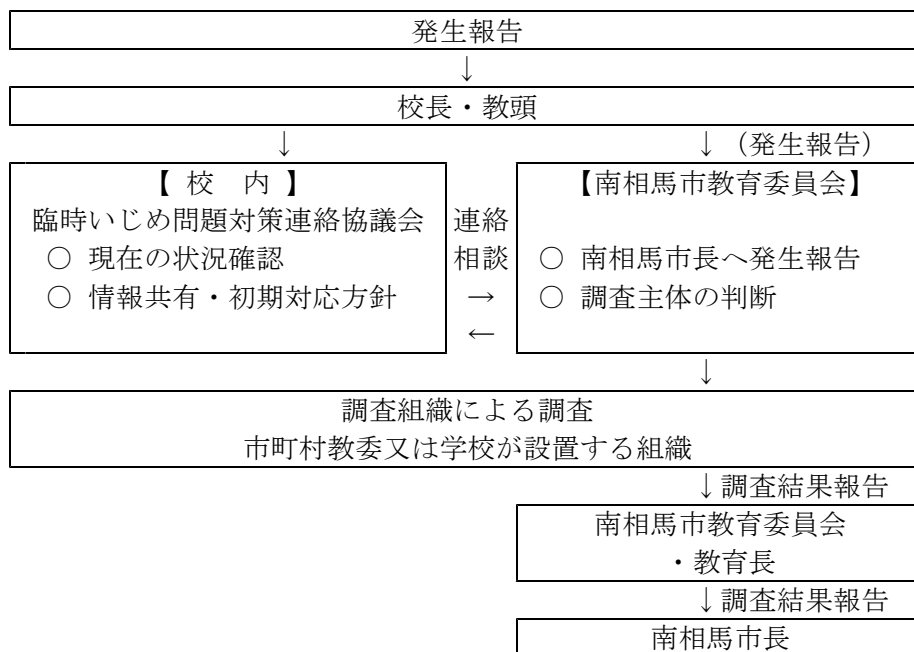 発生報告
↓
校長・教頭
↓
↓（発生報告）
【 校　内 】
臨時いじめ問題対策連絡協議会
○ 現在の状況確認
○ 情報共有・初期対応方針
連絡
相談
→
←
【南相馬市教育委員会】
○ 南相馬市長へ発生報告
○ 調査主体の判断
↓
調査組織による調査
市町村教委又は学校が設置する組織
↓調査結果報告
南相馬市教育委員会
・教育長
↓調査結果報告
南相馬市長